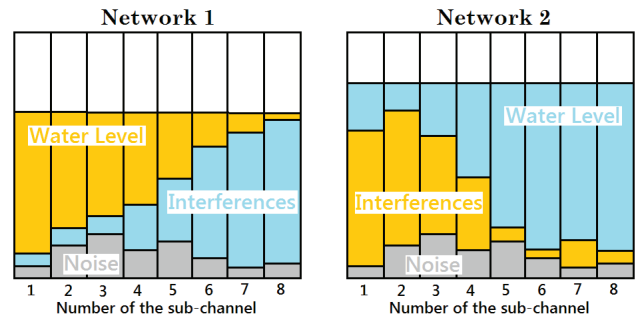 Network 1
Water Level
Interferences
Noise
1 2 3 4 5 6 7 8
Number of the sub-channel
Network 2
Water Level
Interferences
Noise
1 2 3 4 5 6 7 8
Number of the sub-channel